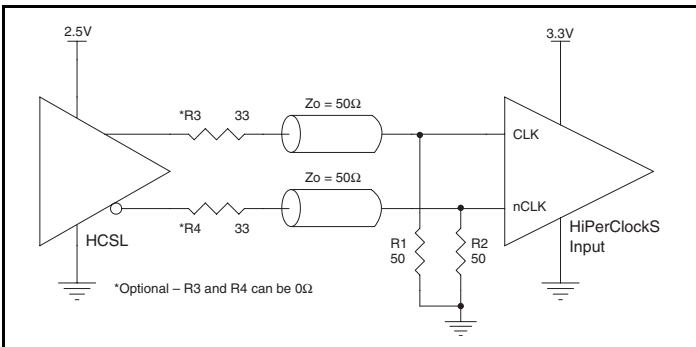 2.5V
3.3V
*R3 33
Zo = 50Ω
CLK
Zo = 50Ω
nCLK
*R4 33
HCSL
R1
50
R2
50
HiPerClockS
Input
*Optional – R3 and R4 can be 0Ω